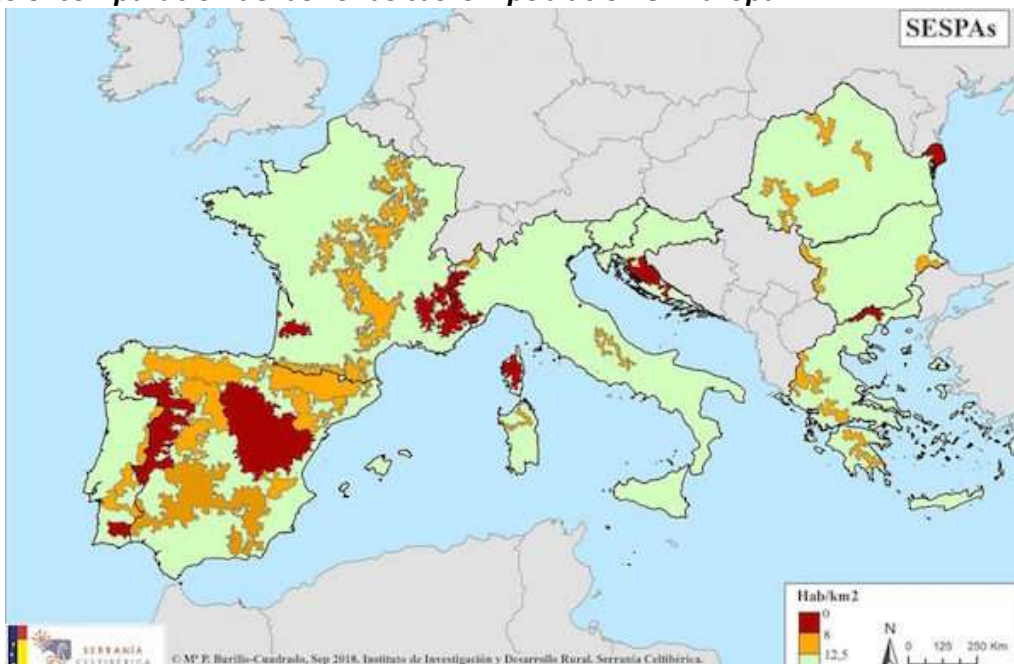 SESPAs
Hab/km2
0
8
12,5
N
0 125 250 Km
SERRANÍA
CELTIBÉRICA
© Mª P. Burillo-Cuadrado, Sep 2018. Instituto de Investigación y Desarrollo Rural. Serranía Celtibérica.